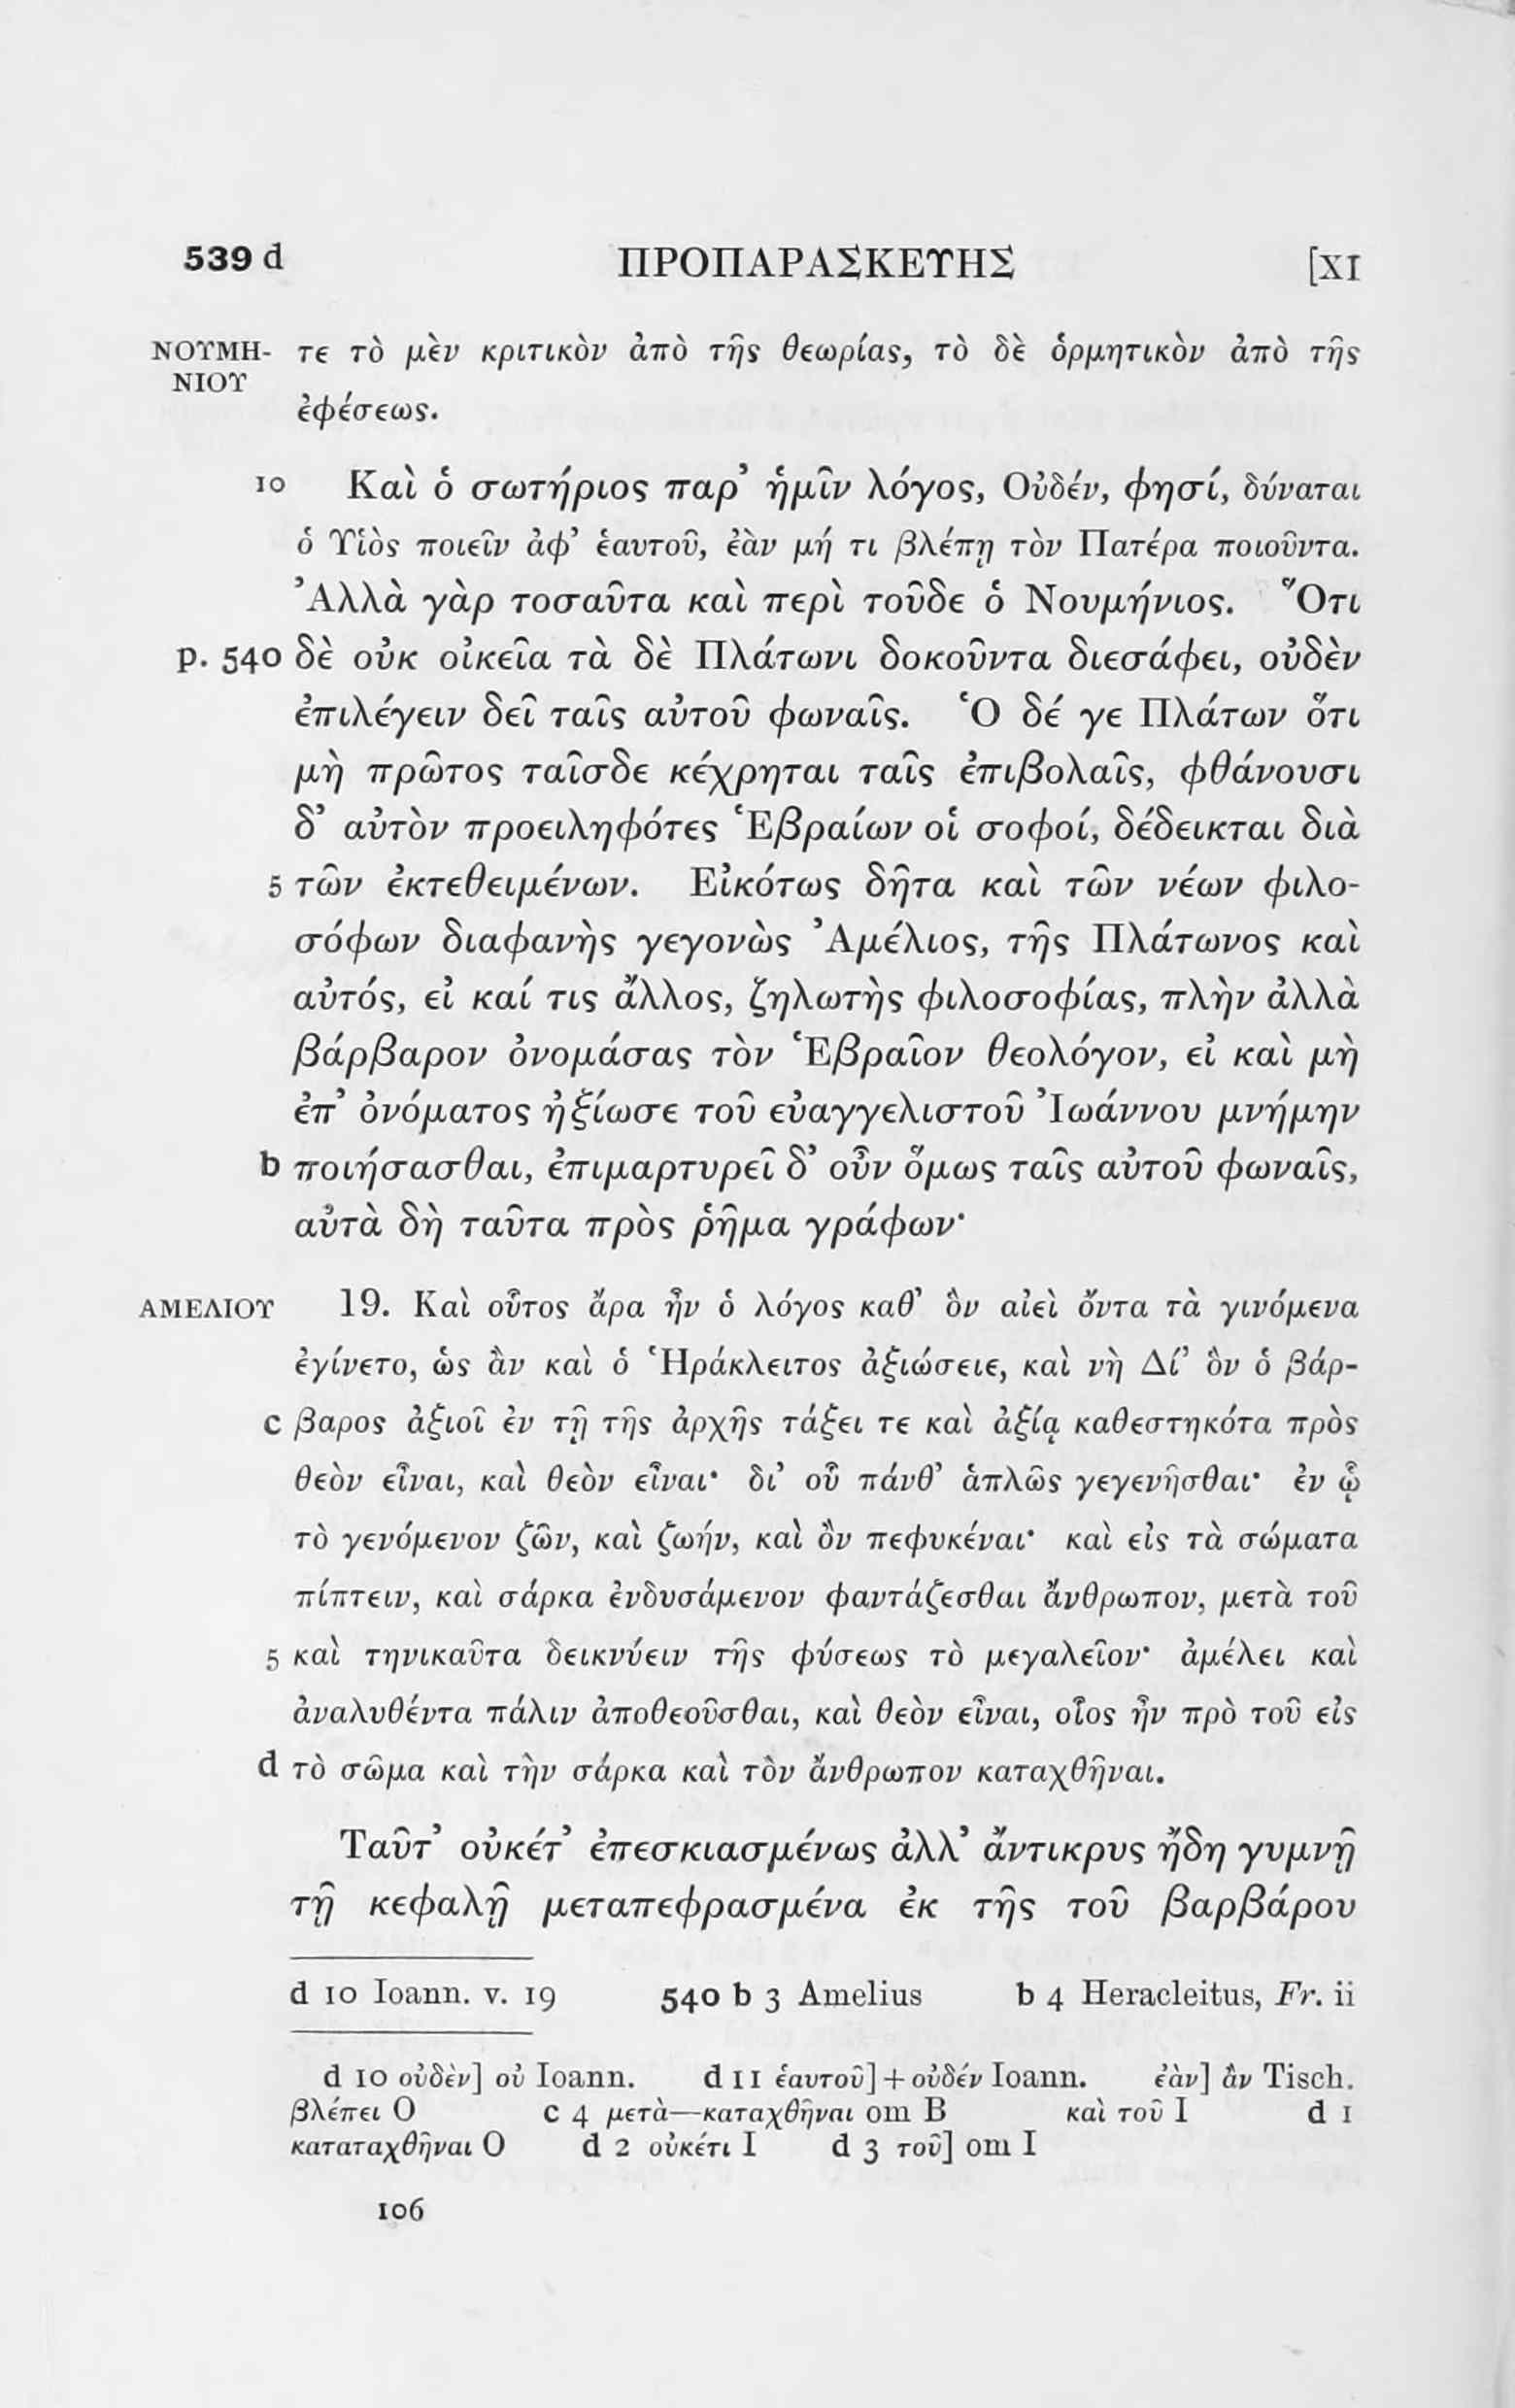 539 d ΠΡΟΠΑΡΑΣΚΕΥΗΣ [XI
ΝΟΥΜΗ- τε τὸ μὲν κριτικὸν ἀπὸ τῆς θεωρίας, τὸ δὲ ὁρμητικὸν ἀπὸ τῆς
ΝΙΟΥ
ἐφέσεως.
10 Καὶ ὁ σωτήριος παρ’ ἡμῖν λόγος, Οὐδέν, φησί, δύναται
ὁ Υἱὸς ποιεῖν ἀφ’ ἑαυτοῦ, ἐὰν μή τι βλέπῃ τὸν Πατέρα ποιοῦντα.
Ἀλλὰ γὰρ τοσαῦτα καὶ περὶ τοῦδε ὁ Νουμήνιος. Ὅτι
p. 540 δὲ οὐκ οἰκεῖα τὰ δὲ Πλάτωνι δοκοῦντα διεσάφει, οὐδὲν
ἐπιλέγειν δεῖ ταῖς αὐτοῦ φωναῖς. Ὁ δέ γε Πλάτων ὅτι
μὴ πρῶτος ταῖσδε κέχρηται ταῖς ἐπιβολαῖς, φθάνουσι
δ’ αὐτὸν προειληφότες Ἑβραίων οἱ σοφοί, δέδεικται διὰ
5 τῶν ἐκτεθειμένων. Εἰκότως δῆτα καὶ τῶν νέων φιλο-
σόφων διαφανὴς γεγονὼς Ἀμέλιος, τῆς Πλάτωνος καὶ
αὐτός, εἰ καί τις ἄλλος, ζηλωτὴς φιλοσοφίας, πλὴν ἀλλὰ
βάρβαρον ὀνομάσας τὸν Ἑβραῖον θεολόγον, εἰ καὶ μὴ
ἐπ’ ὀνόματος ἠξίωσε τοῦ εὐαγγελιστοῦ Ἰωάννου μνήμην
b ποιήσασθαι, ἐπιμαρτυρεῖ δ’ οὖν ὅμως ταῖς αὐτοῦ φωναῖς,
αὐτὰ δὴ ταῦτα πρὸς ῥῆμα γράφων·
ΑΜΕΛΙΟΥ 19. Καὶ οὗτος ἄρα ἦν ὁ λόγος καθ’ ὃν αἰεὶ ὄντα τὰ γινόμενα
ἐγίνετο, ὡς ἂν καὶ ὁ Ἡράκλειτος ἀξιώσειε, καὶ νὴ Δί’ ὃν ὁ βάρ-
c βαρος ἀξιοῖ ἐν τῇ τῆς ἀρχῆς τάξει τε καὶ ἀξίᾳ καθεστηκότα πρὸς
θεὸν εἶναι, καὶ θεὸν εἶναι· δι’ οὗ πάνθ’ ἁπλῶς γεγενῆσθαι· ἐν ᾧ
τὸ γενόμενον ζῶν, καὶ ζωήν, καὶ ὂν πεφυκέναι· καὶ εἰς τὰ σώματα
πίπτειν, καὶ σάρκα ἐνδυσάμενον φαντάζεσθαι ἄνθρωπον, μετὰ τοῦ
5 καὶ τηνικαῦτα δεικνύειν τῆς φύσεως τὸ μεγαλεῖον· ἀμέλει καὶ
ἀναλυθέντα πάλιν ἀποθεοῦσθαι, καὶ θεὸν εἶναι, οἷος ἦν πρὸ τοῦ εἰς
d τὸ σῶμα καὶ τὴν σάρκα καὶ τὸν ἄνθρωπον καταχθῆναι.
Ταῦτ’ οὐκέτ’ ἐπεσκιασμένως ἀλλ’ ἄντικρυς ἤδη γυμνῇ
τῇ κεφαλῇ μεταπεφρασμένα ἐκ τῆς τοῦ βαρβάρου
d 10 Ioann. v. 19 540 b 3 Amelius b 4 Heracleitus, Fr. ii
d 10 οὐδὲν] οὐ Ioann. d 11 ἑαυτοῦ]+οὐδέν Ioann. ἐὰν] ἂν Tisch.
βλέπει O c 4 μετὰ—καταχθῆναι om B καὶ τοῦ I d 1
καταταχθῆναι O d 2 οὐκέτι I d 3 τοῦ] om I
106